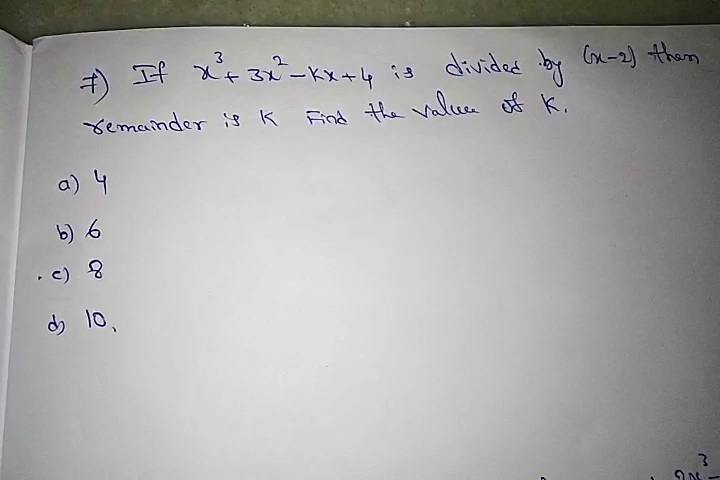 7) If x³ + 3x² - Kx + 4 is divided by (x-2) then
remainder is K Find the value of K.
a) 4
b) 6
c) 8
d) 10.